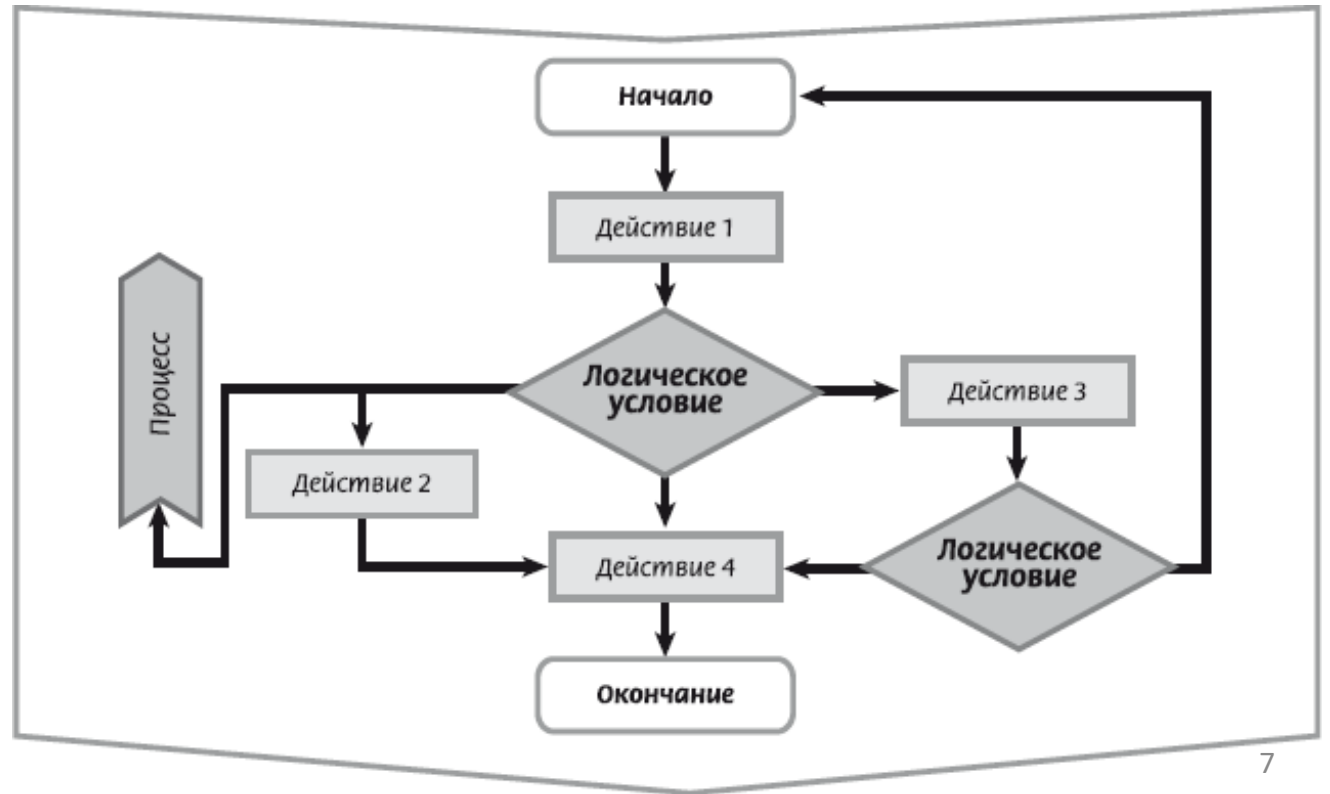 Начало
Действие 1
Процесс
Логическое
условие
Действие 3
Действие 2
Действие 4
Логическое
условие
Окончание
7